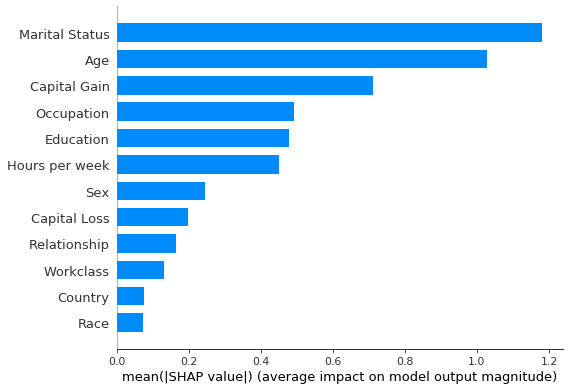 Marital Status
Age
Capital Gain
Occupation
Education
Hours per week
Sex
Capital Loss
Relationship
Workclass
Country
Race
0.0 0.2 0.4 0.6 0.8 1.0 1.2
mean(|SHAP value|) (average impact on model output magnitude)